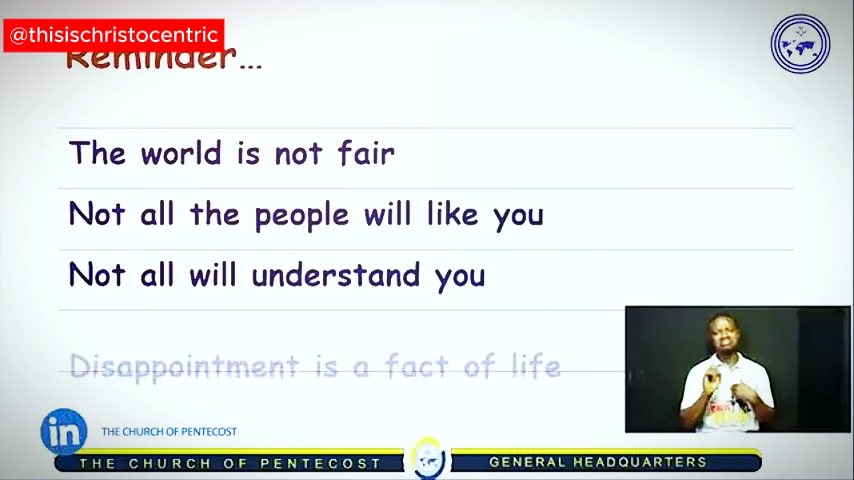 @thisischristocentric
Reminder...
The world is not fair
Not all the people will like you
Not all will understand you
Disappointment is a fact of life
in THE CHURCH OF PENTECOST
THE CHURCH OF PENTECOST GENERAL HEADQUARTERS